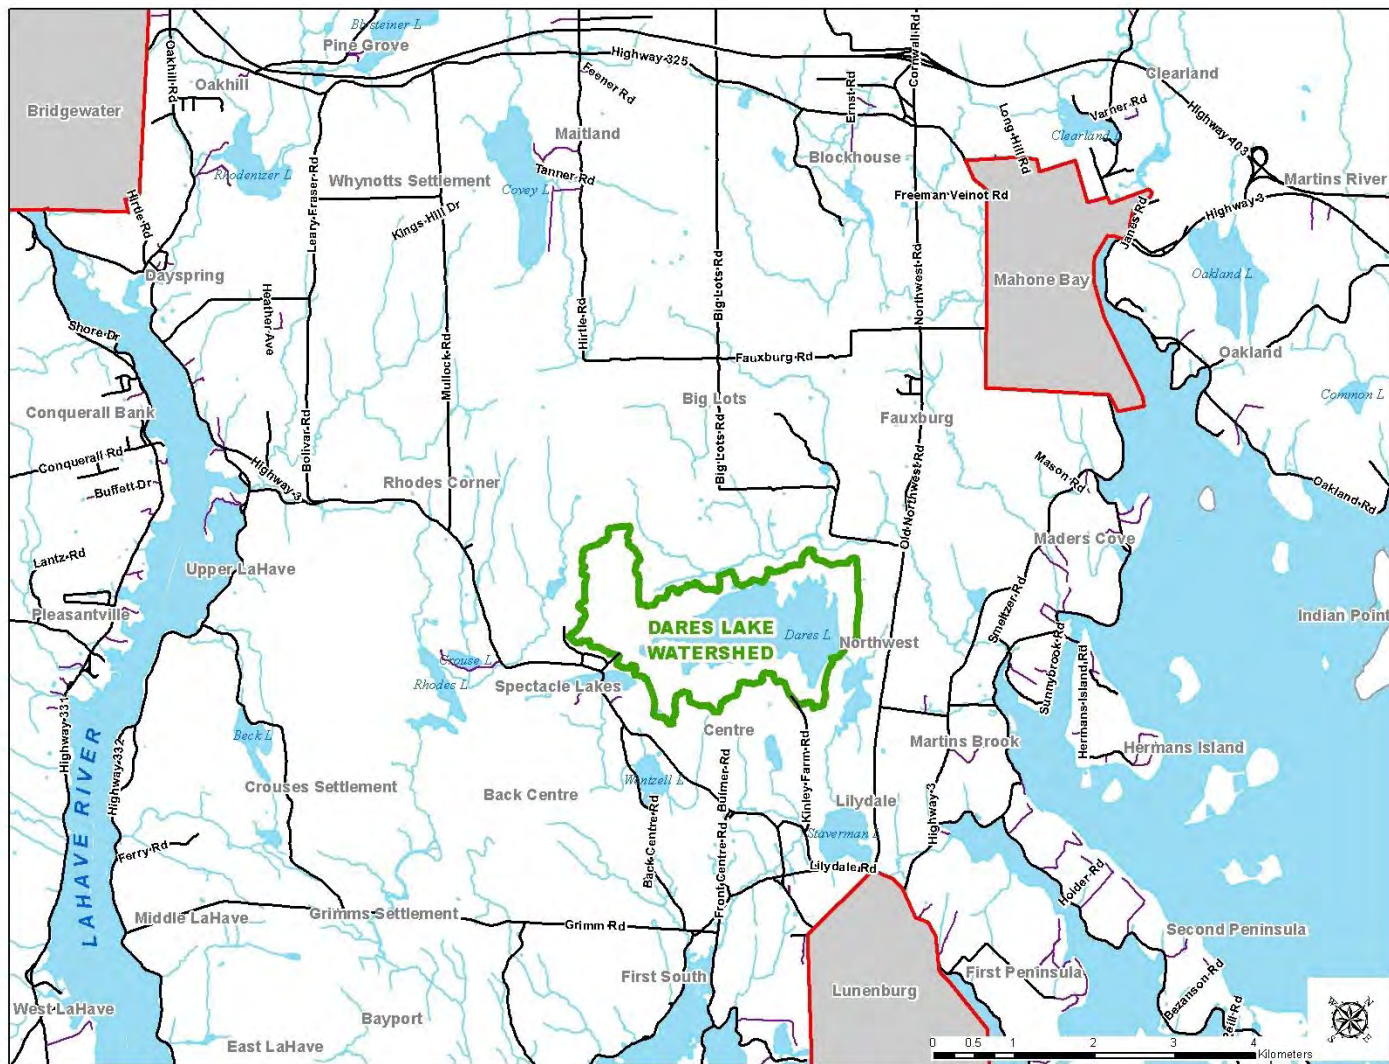 Blysteiner L
Pine Grove
Cornwall Rd
Highway 325
Oakhill Rd
Oakhill
Feener Rd
Ernst Rd
Clearland
Bridgewater
Varner Rd
Long Hill Rd
Clearland L
Highway 103
Maitland
Blockhouse
Rhodenizer L
Whynotts Settlement
Tanner Rd
Covey L
Martins River
Freeman Veinot Rd
Hirtle Rd
Leary Fraser Rd
Kings Hill Dr
Highway 3
Janes Rd
Dayspring
Big Lots Rd
Northwest Rd
Mahone Bay
Oakland L
Heather Ave
Shore Dr
Hirtle Rd
Mullock Rd
Fauxburg Rd
Oakland
Conquerall Bank
Big Lots
Fauxburg
Common L
Bolivar Rd
Big Lots Rd
Conquerall Rd
Highway 3
Rhodes Corner
Mason Rd
Buffett Dr
Old Northwest Rd
Oakland Rd
Lantz Rd
Upper LaHave
Maders Cove
Pleasantville
Smeltzer Rd
Indian Point
DARES LAKE
WATERSHED
Dares L
Northwest
Crouse L
Rhodes L
Spectacle Lakes
Sunnybrook Rd
Hermans Island Rd
Highway 331
Highway 332
Beck L
Centre
Martins Brook
Hermans Island
LAHAVE RIVER
Crouses Settlement
Back Centre
Wentzell L
Bulmer Rd
Kinley Farm Rd
Lilydale
Staverman L
Highway 3
Ferry Rd
Back Centre Rd
Front Centre Rd
Lilydale Rd
Holder Rd
Middle LaHave
Grimms Settlement
Grimm Rd
Second Peninsula
First South
First Peninsula
Lunenburg
Bezanson Rd
West LaHave
Bayport
East LaHave
N
E
S
W
0 0.5 1 2 3 4
Kilometers